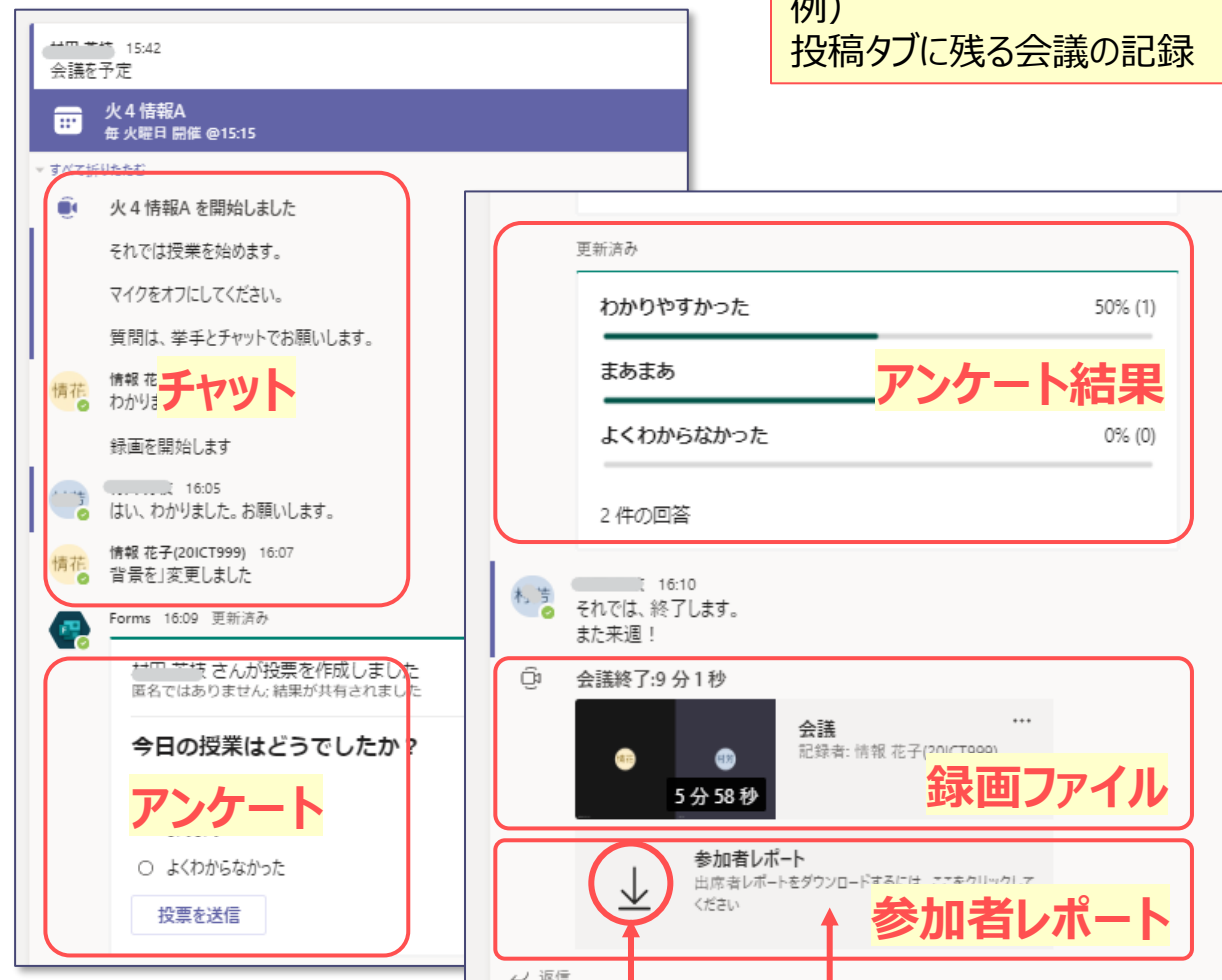 例）
投稿タブに残る会議の記録
15:42
会議を予定
火４情報A
毎 火曜日 開催 @15:15
すべて折りたたむ
火４情報A を開始しました
それでは授業を始めます。
マイクをオフにしてください。
質問は、挙手とチャットでお願いします。
情花
情報 花
わかりま
チャット
録画を開始します
16:05
はい、わかりました。お願いします。
情花
情報 花子(20ICT999) 16:07
背景を」変更しました
Forms 16:09 更新済み
さんが投票を作成しました
匿名ではありません; 結果が共有されました
今日の授業はどうでしたか？
アンケート
よくわからなかった
投票を送信
更新済み
わかりやすかった 50% (1)
まあまあ
アンケート結果
よくわからなかった 0% (0)
2 件の回答
16:10
それでは、終了します。
また来週！
会議終了:9 分 1 秒
会議
記録者: 情報 花子(20ICT999)
5 分 58 秒
録画ファイル
参加者レポート
出席者レポートをダウンロードするには、ここをクリックして
ください
参加者レポート
返信